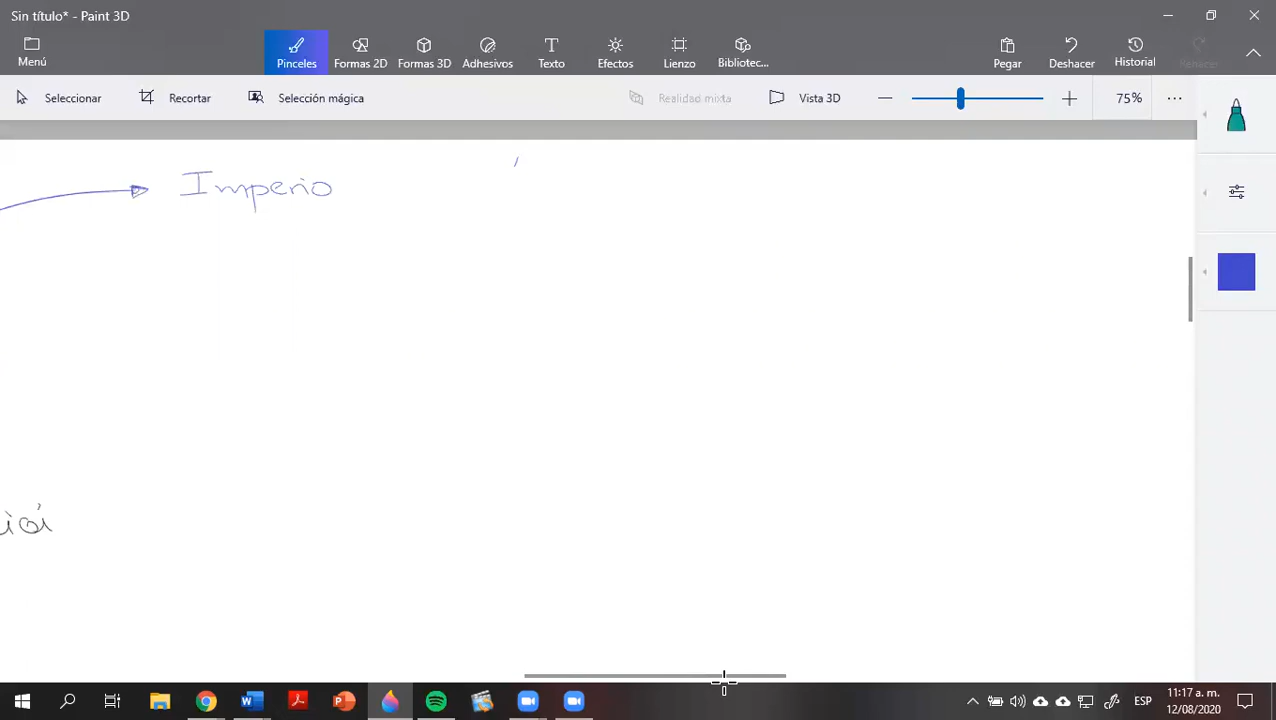 Sin título* - Paint 3D
Menú
Pinceles
Formas 2D
Formas 3D
Adhesivos
Texto
Efectos
Lienzo
Bibliotec...
Pegar
Deshacer
Historial
Rehacer
Seleccionar
Recortar
Selección mágica
Realidad mixta
Vista 3D
75%
Imperio
ESP
11:17 a. m.
12/08/2020